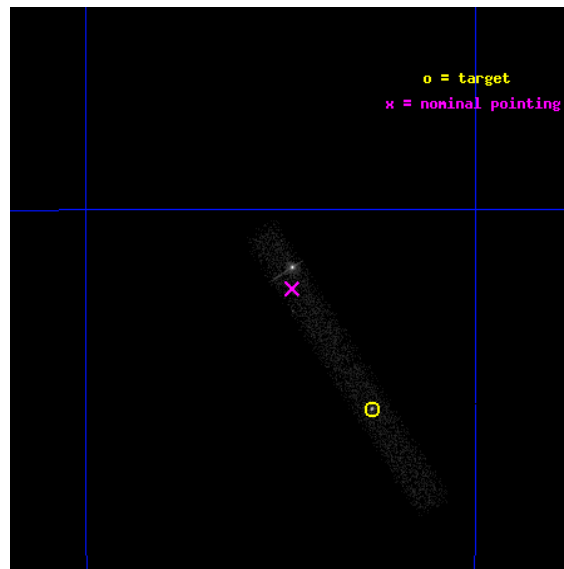 o = target
x = nominal pointing